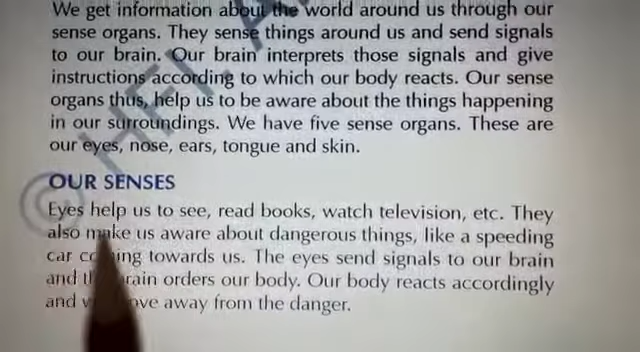 We get information about the world around us through our
sense organs. They sense things around us and send signals
to our brain. Our brain interprets those signals and give
instructions according to which our body reacts. Our sense
organs thus, help us to be aware about the things happening
in our surroundings. We have five sense organs. These are
our eyes, nose, ears, tongue and skin.
OUR SENSES
Eyes help us to see, read books, watch television, etc. They
also make us aware about dangerous things, like a speeding
car towards us. The eyes send signals to our brain
and orders our body. Our body reacts accordingly
and away from the danger.